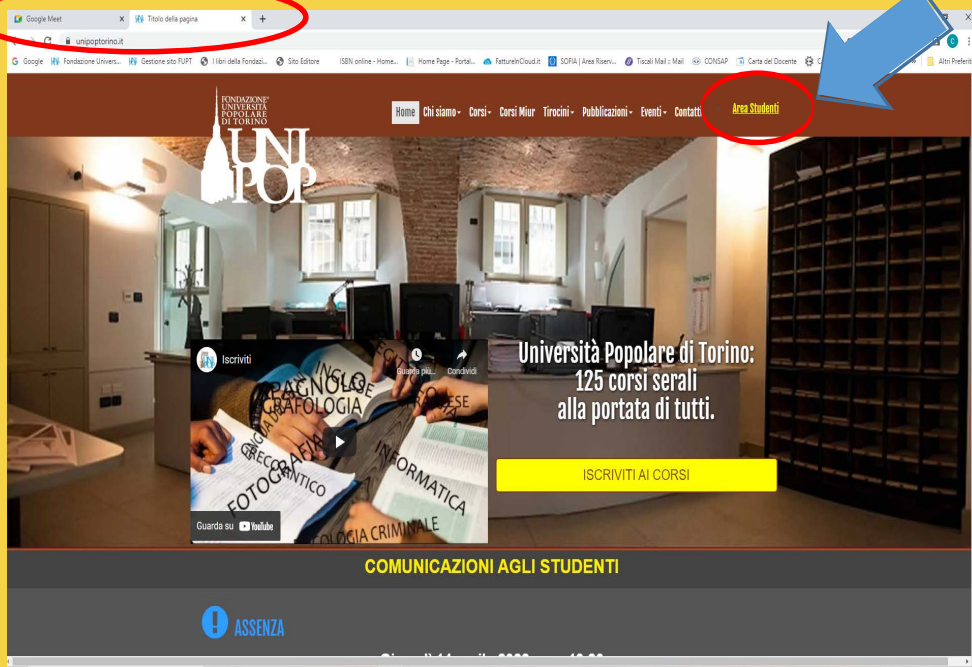 Google Meet
Titolo della pagina
unipoptorino.it
Google
Fondazione Univers...
Gestione sito FUPT
I libri della Fondazi...
Sito Editore
ISBN online - Home...
Home Page - Portal...
FattureInCloud.it
SOFIA | Area Riserv...
Tiscali Mail :: Mail
CONSAP
Carta del Docente
Altri Preferiti
FONDAZIONE
UNIVERSITÀ
POPOLARE
DI TORINO
UNI
POP
Home Chi siamo Corsi Corsi Miur Tirocini Pubblicazioni Eventi Contatti Area Studenti
Iscriviti
Guarda più... Condividi
INGLESE
SPAGNOLO
GRAFOLOGIA
GRECO ANTICO
FOTOGRAFIA
INFORMATICA
CRIMINALE
Guarda su YouTube
Università Popolare di Torino:
125 corsi serali
alla portata di tutti.
ISCRIVITI AI CORSI
COMUNICAZIONI AGLI STUDENTI
ASSENZA